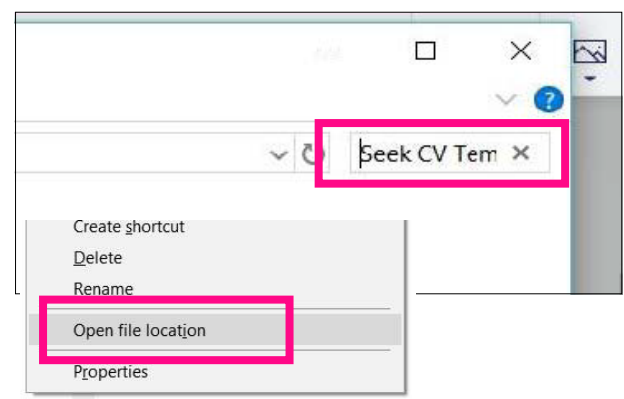 ?
Seek CV Tem
Create shortcut
Delete
Rename
Open file location
Properties